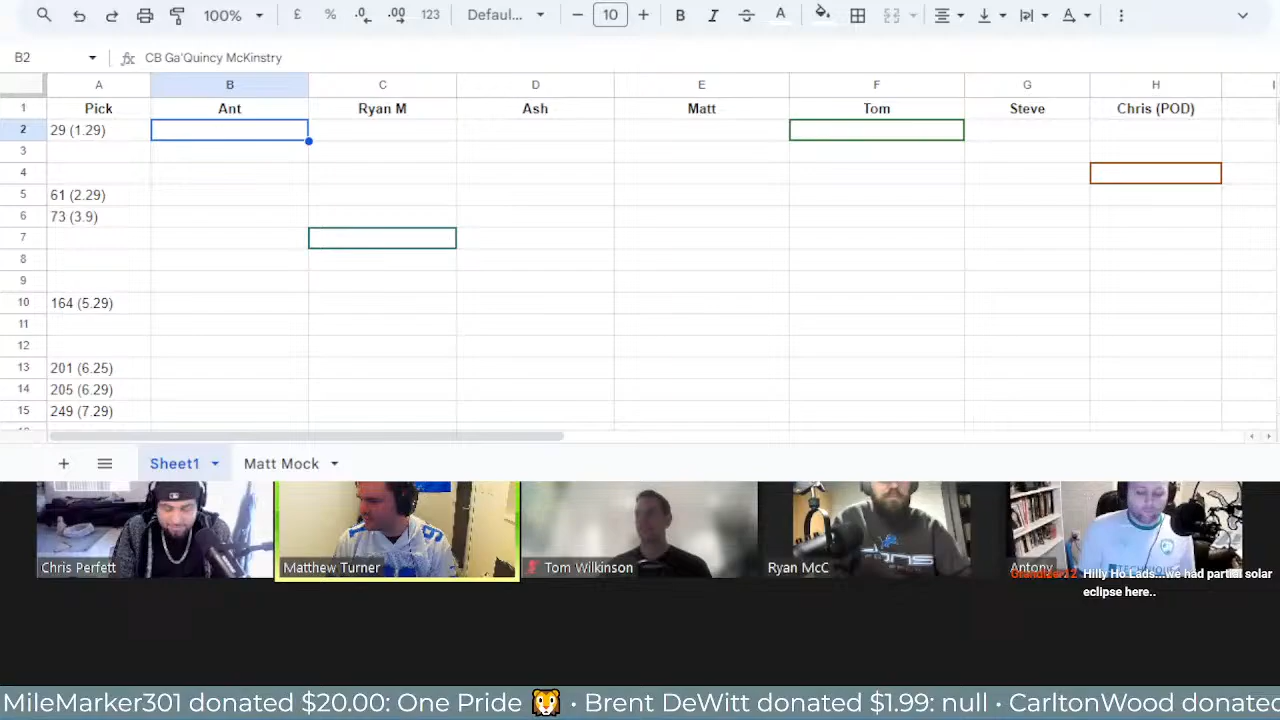 100% £ % .0 .00 123 Defaul... 10 B I A A
B2 fx CB Ga'Quincy McKinstry
A B C D E F G H I
1 Pick Ant Ryan M Ash Matt Tom Steve Chris (POD)
2 29 (1.29)
3
4
5 61 (2.29)
6 73 (3.9)
7
8
9
10 164 (5.29)
11
12
13 201 (6.25)
14 205 (6.29)
15 249 (7.29)
Sheet1 Matt Mock
Chris Perfett Matthew Turner Tom Wilkinson Ryan McC Antony
Hilly Ho Lads...we had partial solar
eclipse here..
MileMarker301 donated $20.00: One Pride 🦁 · Brent DeWitt donated $1.99: null · CarltonWood donated